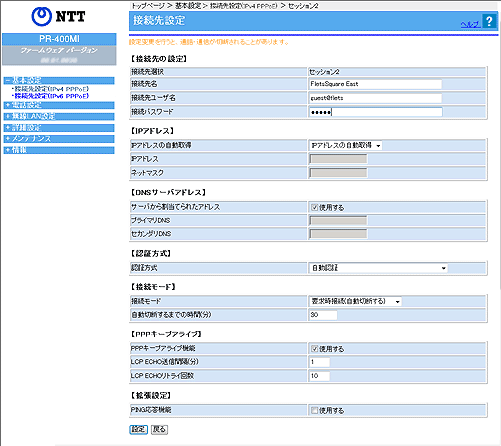 トップページ > 基本設定 > 接続先設定(IPv4 PPPoE) > セッション2
NTT
接続先設定
ヘルプ ?
PR-400MI
ファームウェア バージョン
設定変更を行うと、通話・通信が切断されることがあります。
－基本設定
・接続先設定(IPv4 PPPoE)
・接続先設定(IPv6 PPPoE)
＋電話設定
＋無線LAN設定
＋詳細設定
＋メンテナンス
＋情報
【接続先の設定】
接続先選択 セッション2
接続先名 FletsSquare East
接続先ユーザ名 guest@flets
接続パスワード ●●●●●
【IPアドレス】
IPアドレスの自動取得 IPアドレスの自動取得
IPアドレス
ネットマスク
【DNSサーバアドレス】
サーバから割当てられたアドレス 使用する
プライマリDNS
セカンダリDNS
【認証方式】
認証方式 自動認証
【接続モード】
接続モード 要求時接続(自動切断する)
自動切断するまでの時間(分) 30
【PPPキープアライブ】
PPPキープアライブ機能 使用する
LCP ECHO送信間隔(分) 1
LCP ECHOリトライ回数 10
【拡張設定】
PING応答機能 使用する
設定 戻る